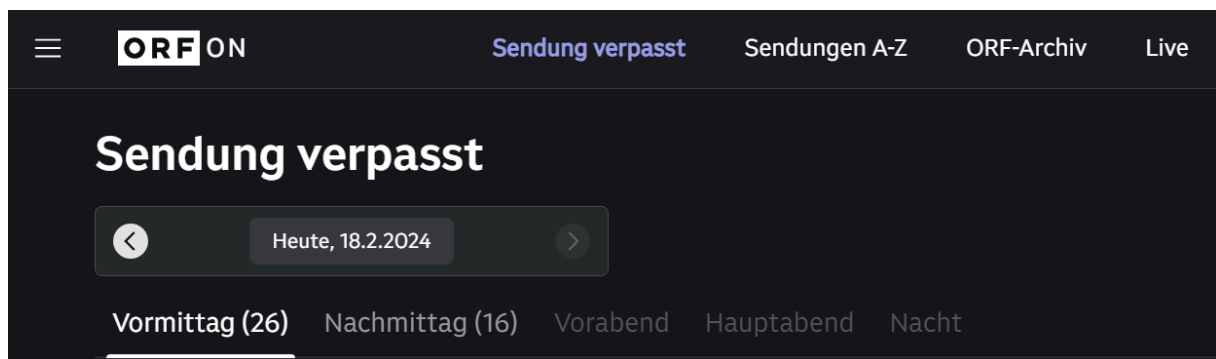 ORF ON Sendung verpasst Sendungen A-Z ORF-Archiv Live
Sendung verpasst
Heute, 18.2.2024
Vormittag (26) Nachmittag (16) Vorabend Hauptabend Nacht